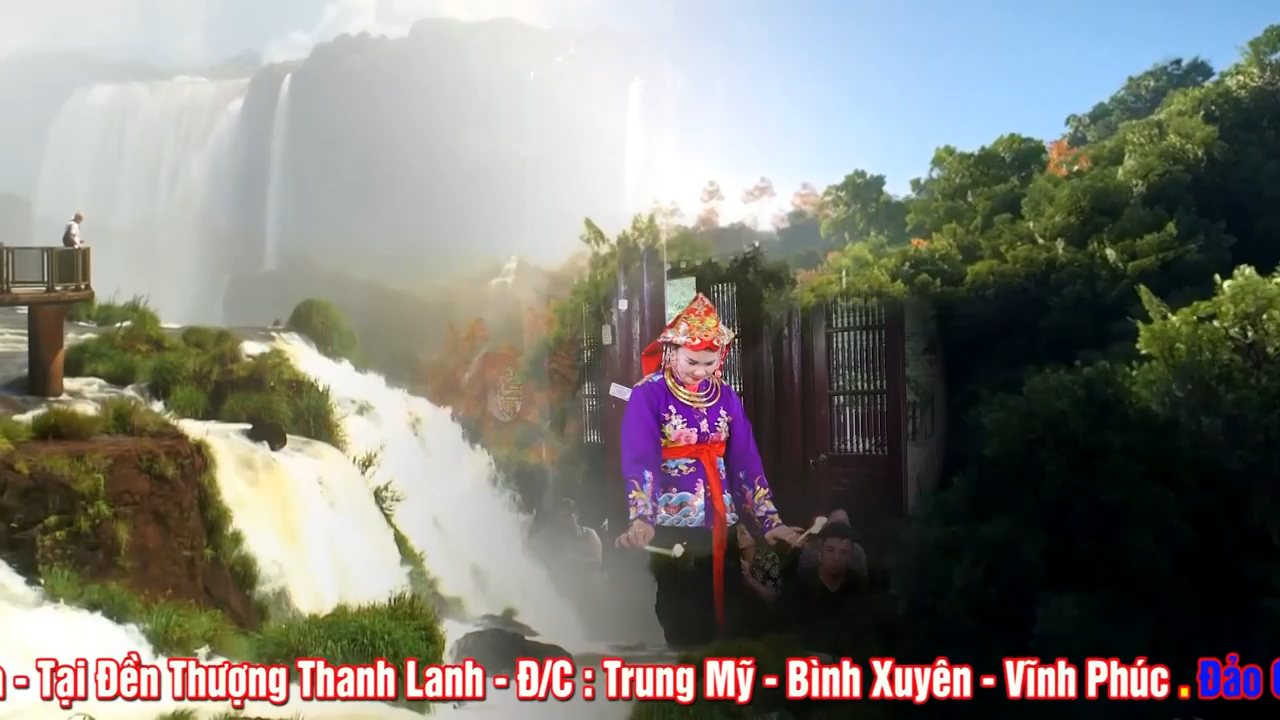 - Tại Đền Thượng Thanh Lanh - Đ/C : Trung Mỹ - Bình Xuyên - Vĩnh Phúc . Đảo